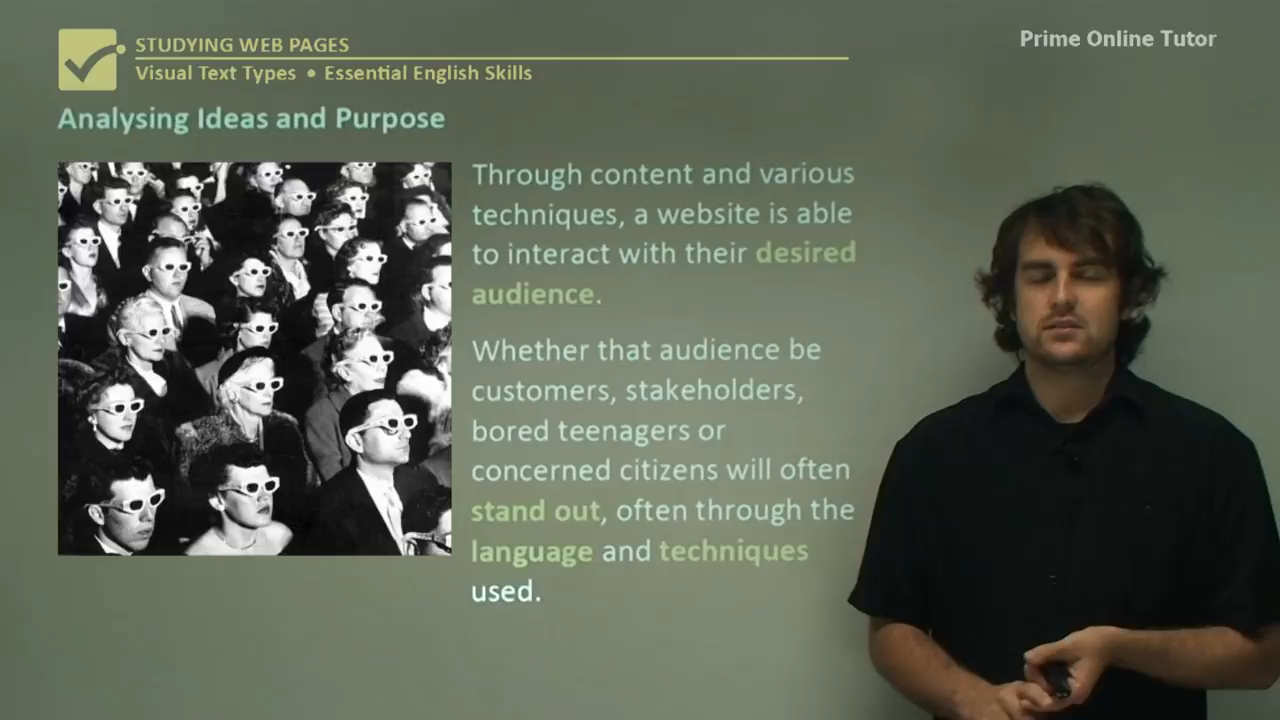 STUDYING WEB PAGES
Visual Text Types • Essential English Skills
Prime Online Tutor
Analysing Ideas and Purpose
Through content and various
techniques, a website is able
to interact with their desired
audience.
Whether that audience be
customers, stakeholders,
bored teenagers or
concerned citizens will often
stand out, often through the
language and techniques
used.